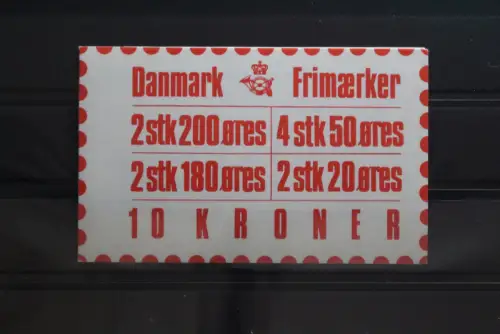 Danmark Frimærker
2 stk 200 øres 4 stk 50 øres
2 stk 180 øres 2 stk 20 øres
10 KRONER